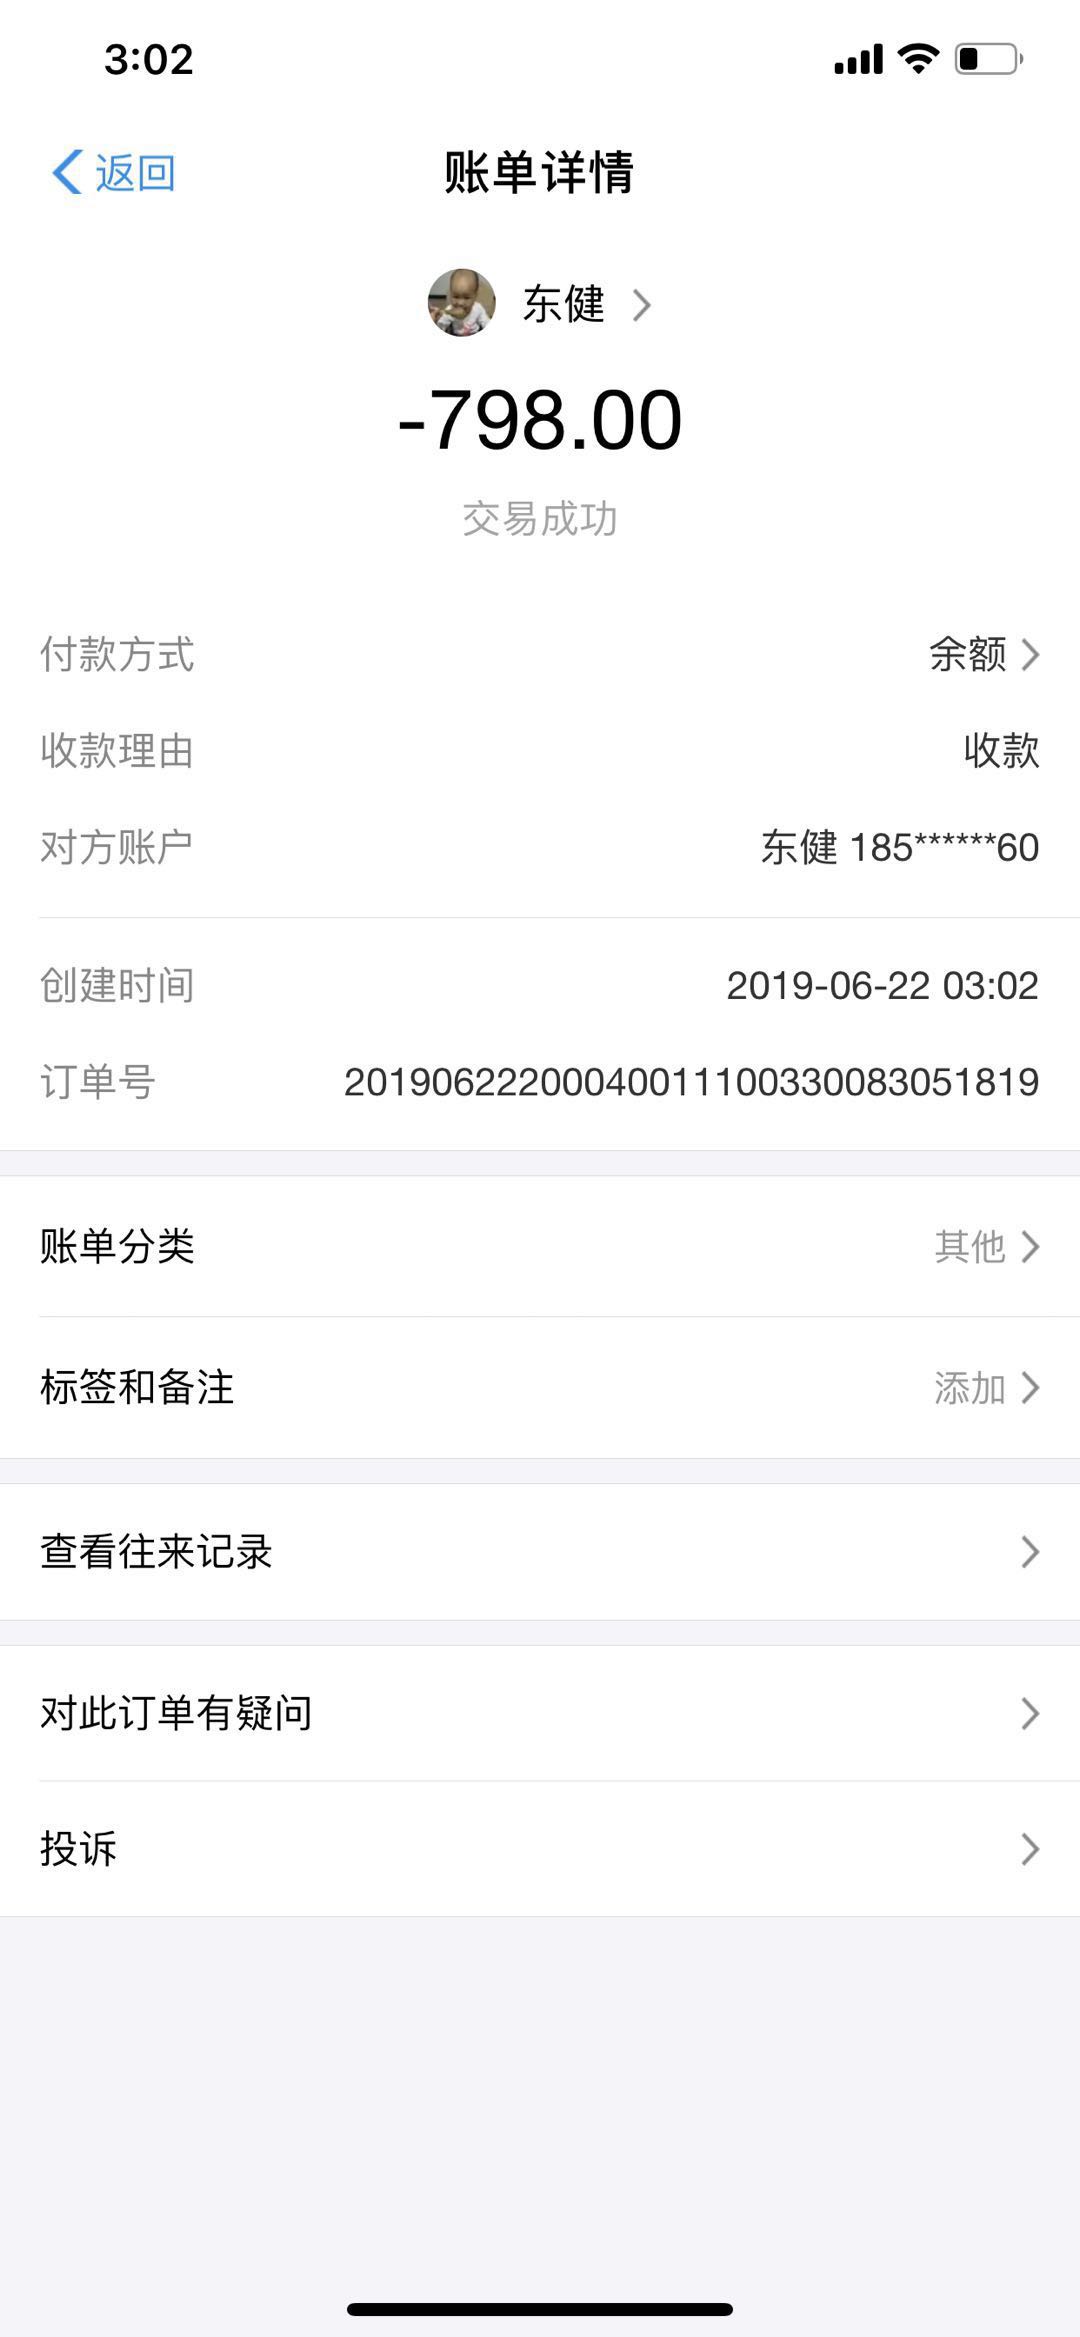 3:02
返回 账单详情
东健
-798.00
交易成功
付款方式 余额
收款理由 收款
对方账户 东健 185******60
创建时间 2019-06-22 03:02
订单号 20190622200040011100330083051819
账单分类 其他
标签和备注 添加
查看往来记录
对此订单有疑问
投诉